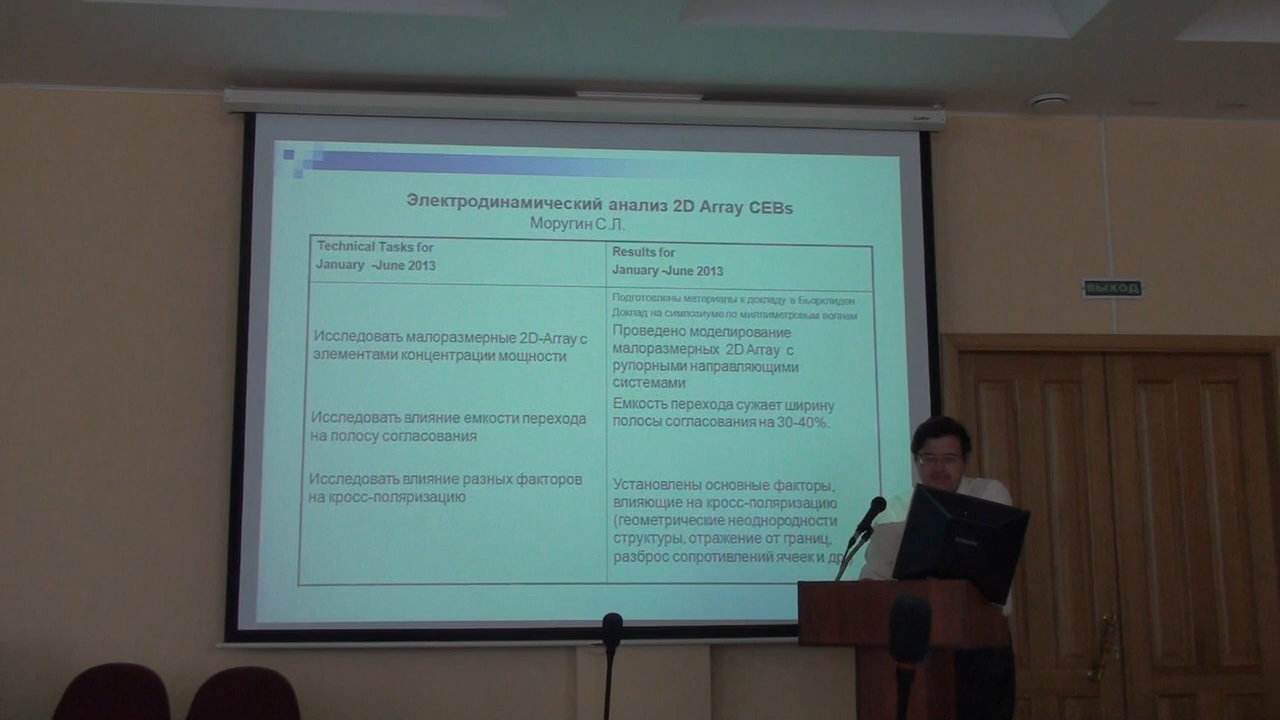 Электродинамический анализ 2D Array CEBs
Моругин С.Л.
Technical Tasks for
January -June 2013
Results for
January -June 2013
Исследовать малоразмерные 2D-Array с
элементами концентрации мощности
Исследовать влияние емкости перехода
на полосу согласования
Исследовать влияние разных факторов
на кросс-поляризацию
Подготовлены материалы к докладу в Бьорклиден
Доклад на симпозиуме по миллиметровым волнам
Проведено моделирование
малоразмерных 2D Array с
рупорными направляющими
системами
Емкость перехода сужает ширину
полосы согласования на 30-40%.
Установлены основные факторы,
влияющие на кросс-поляризацию
(геометрические неоднородности
структуры, отражение от границ,
разброс сопротивлений ячеек и др
выход